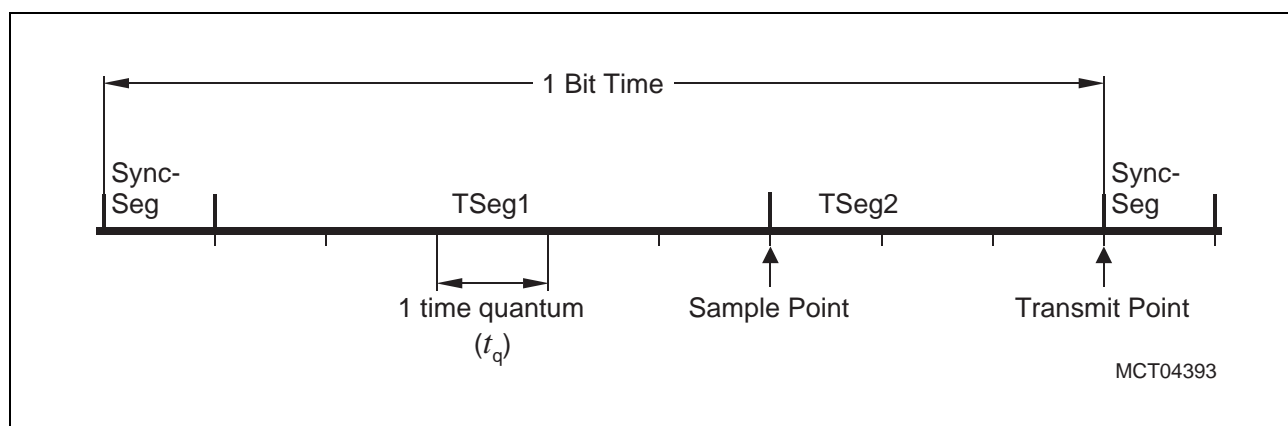 1 Bit Time
Sync-
Seg
TSeg1
TSeg2
Sync-
Seg
1 time quantum
(tq)
Sample Point
Transmit Point
MCT04393